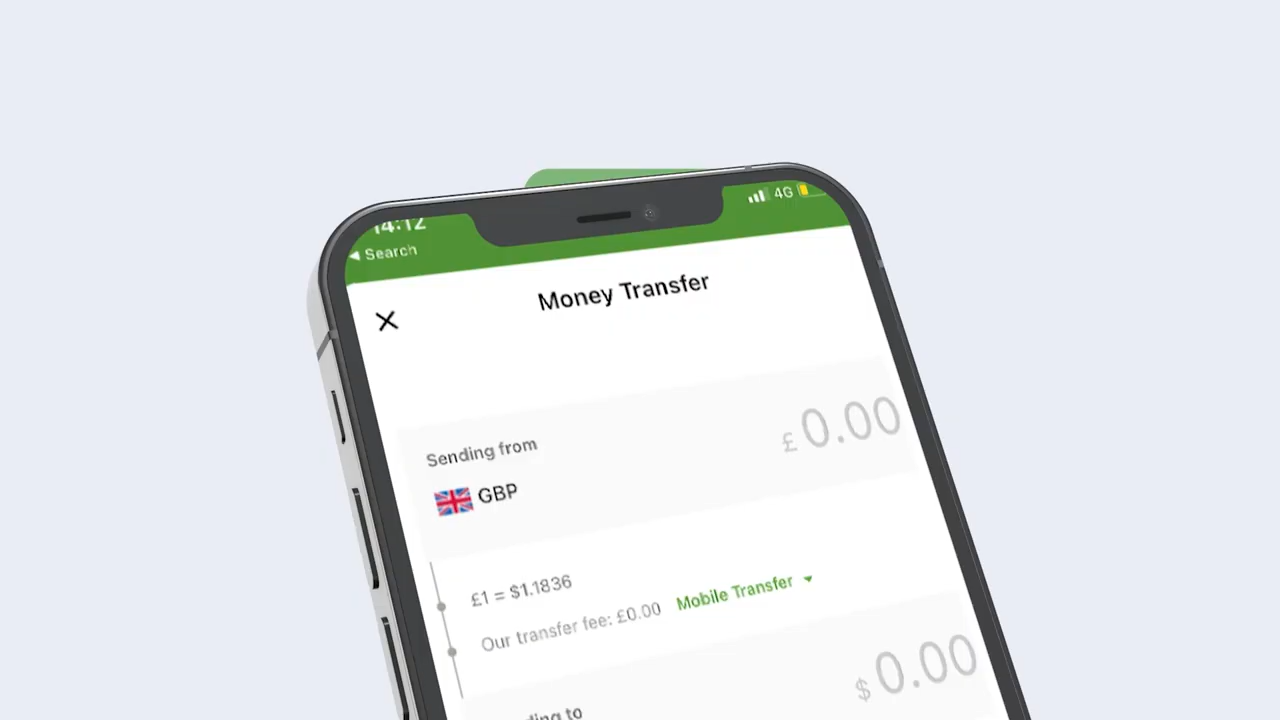 14:12
4G
Search
Money Transfer
£ 0.00
Sending from
GBP
£1 = $1.1836
Our transfer fee: £0.00 Mobile Transfer
$ 0.00
to